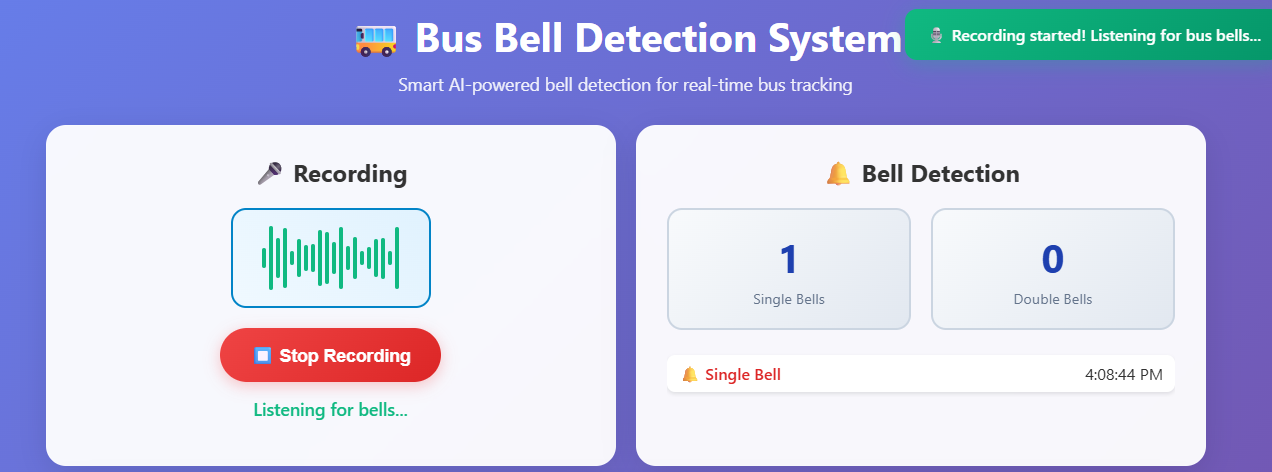 Bus Bell Detection System
Recording started! Listening for bus bells...
Smart AI-powered bell detection for real-time bus tracking
Recording
Stop Recording
Listening for bells...
Bell Detection
1
Single Bells
0
Double Bells
Single Bell 4:08:44 PM